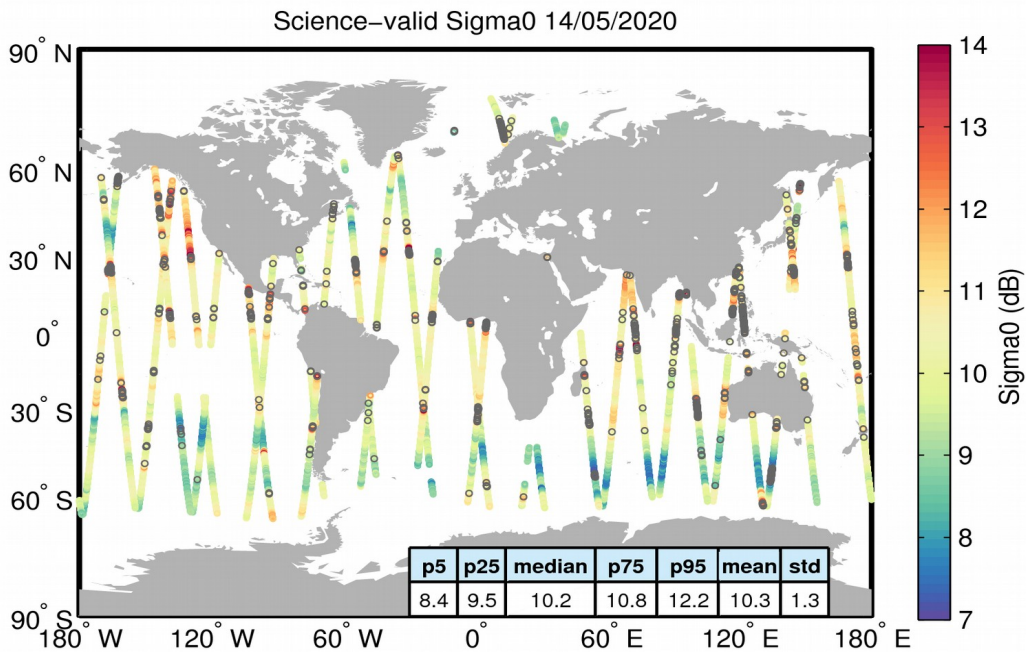 Science−valid Sigma0 14/05/2020
90° N
60° N
30° N
0°
30° S
60° S
90° S
180° W
120° W
60° W
0°
60° E
120° E
180° E
p5 p25 median p75 p95 mean std
8.4 9.5 10.2 10.8 12.2 10.3 1.3
14
13
12
11
10
9
8
7
Sigma0 (dB)